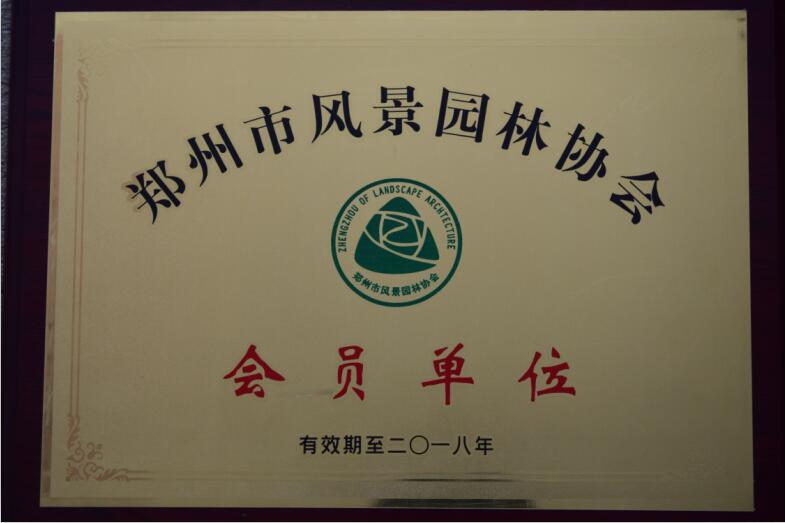 郑州市风景园林协会
ZHENGZHOU OF LANDSCAPE ARCHTECTURE
郑州市风景园林协会
会员单位
有效期至二〇一八年